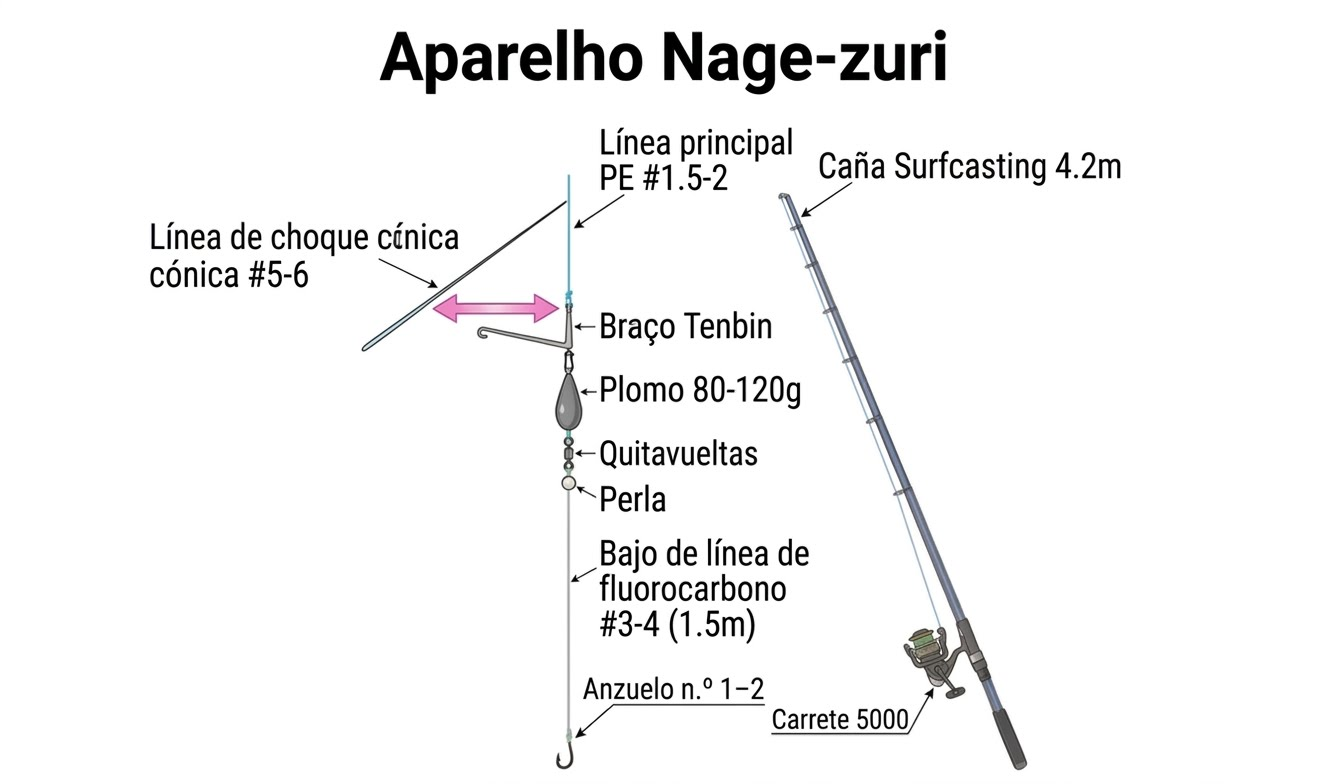 Aparelho Nage-zuri
Línea principal
PE #1.5-2
Caña Surfcasting 4.2m
Línea de choque cónica
cónica #5-6
Braço Tenbin
Plomo 80-120g
Quitavueltas
Perla
Bajo de línea de
fluorocarbono
#3-4 (1.5m)
Anzuelo n.º 1–2
Carrete 5000